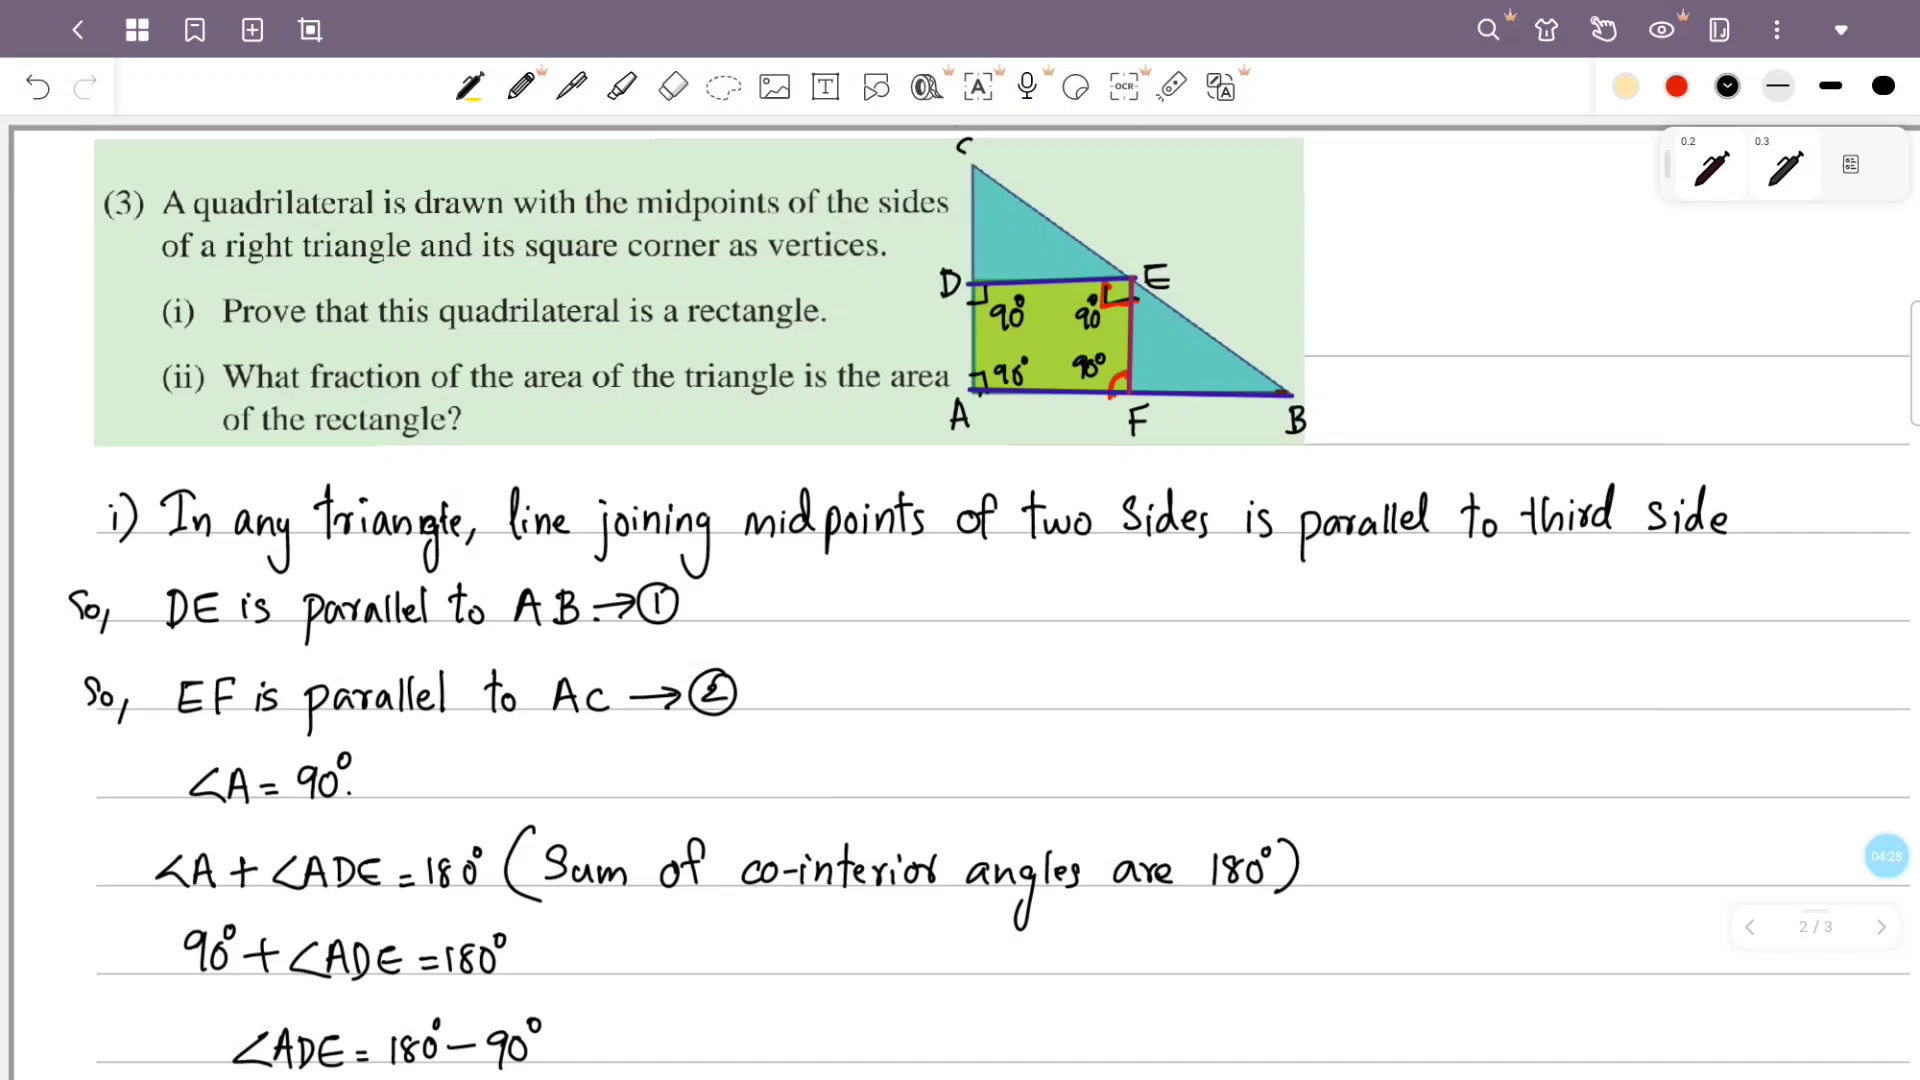 T
A
OCR
A
0.2
0.3
C
(3) A quadrilateral is drawn with the midpoints of the sides
of a right triangle and its square corner as vertices.
(i) Prove that this quadrilateral is a rectangle.
(ii) What fraction of the area of the triangle is the area
of the rectangle?
D
E
90° 90°
90° 90°
A
F
B
i) In any triangle, line joining midpoints of two sides is parallel to third side
So, DE is parallel to AB. → ①
So, EF is parallel to AC → ②
∠A = 90°.
∠A + ∠ADE = 180° (Sum of co-interior angles are 180°)
90° + ∠ADE = 180°
∠ADE = 180° − 90°
04:28
2 / 3